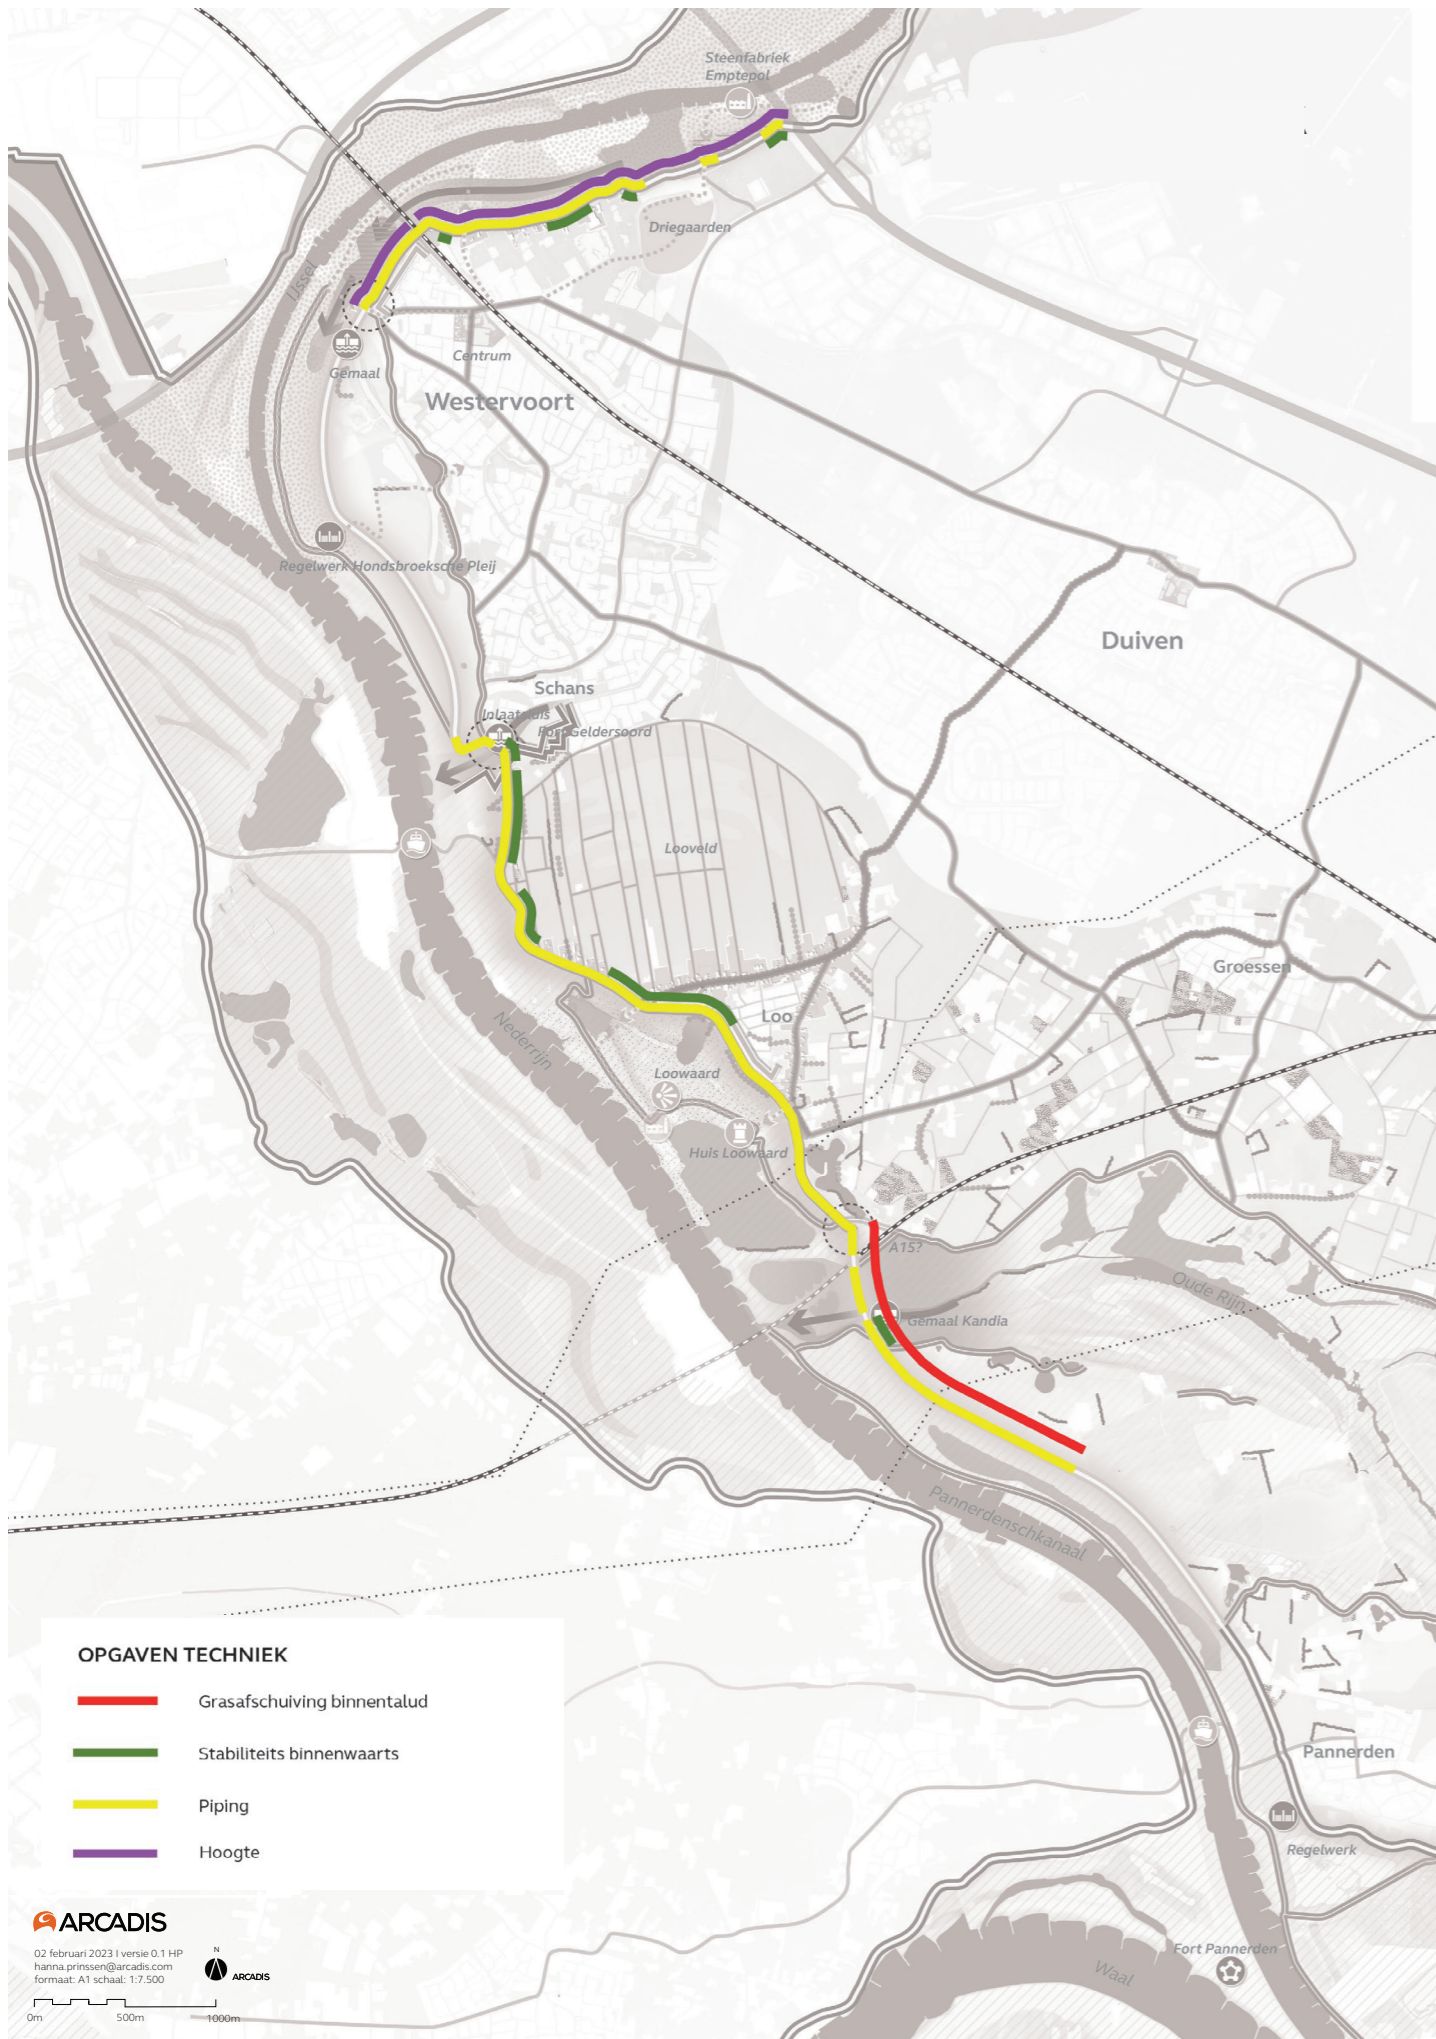 Steenfabriek
Emptepol
Driegaarden
IJssel
Centrum
Gemaal
Westervoort
Regelwerk Hondsbroeksche Pleij
Duiven
Schans
Inlaatsluis
Fort Geldersoord
Looveld
Groessen
Loo
Nederrijn
Loowaard
Huis Loowaard
A15?
Oude Rijn
Gemaal Kandia
Pannerdenschkanaal
OPGAVEN TECHNIEK
Grasafschuiving binnentalud
Stabiliteits binnenwaarts
Piping
Hoogte
Pannerden
Regelwerk
Fort Pannerden
Waal
ARCADIS
02 februari 2023 I versie 0.1 HP
hanna.prinssen@arcadis.com
formaat: A1 schaal: 1:7.500
N
ARCADIS
0m 500m 1000m